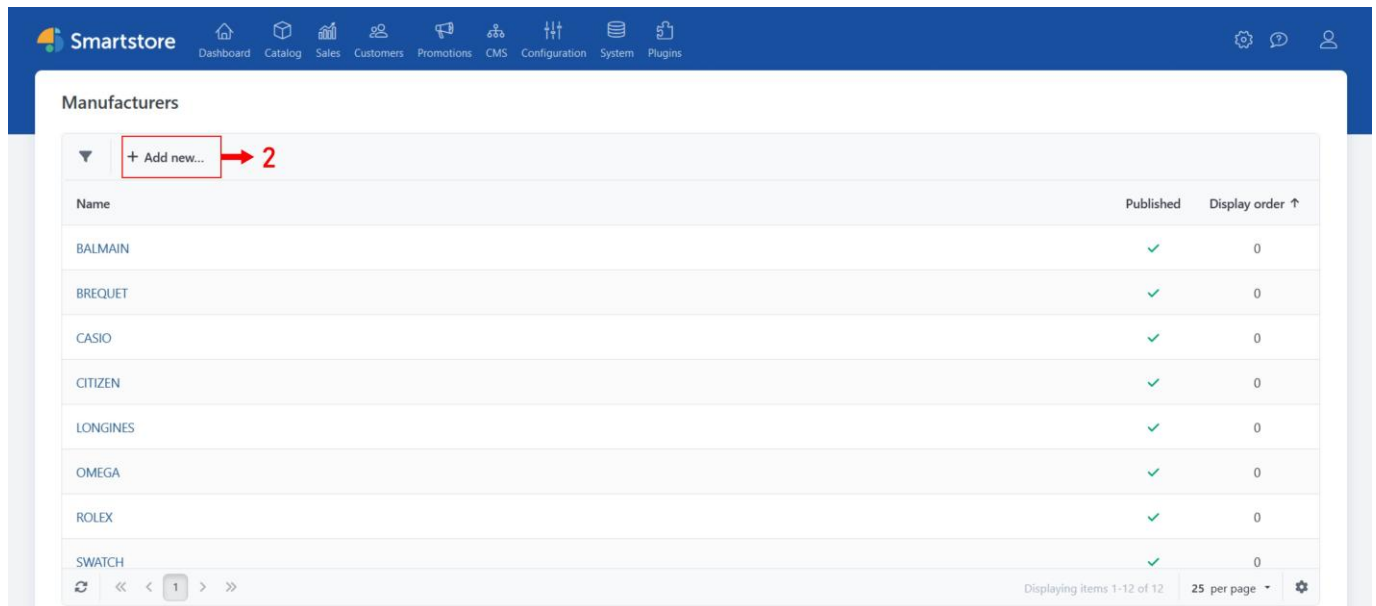 Smartstore
Dashboard Catalog Sales Customers Promotions CMS Configuration System Plugins
Manufacturers
+ Add new... 2
Name Published Display order ↑
BALMAIN 0
BREQUET 0
CASIO 0
CITIZEN 0
LONGINES 0
OMEGA 0
ROLEX 0
SWATCH 0
1 Displaying items 1-12 of 12 25 per page